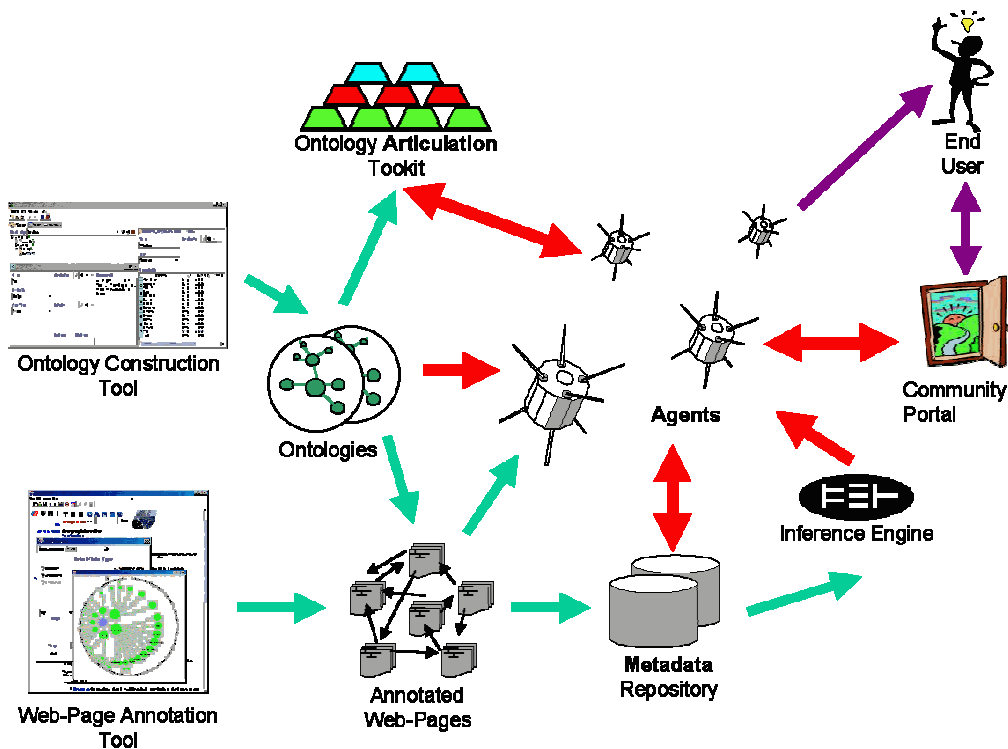 Ontology Articulation
Tookit
End
User
Ontology Construction
Tool
Ontologies
Agents
Community
Portal
Inference Engine
Annotated
Web-Pages
Metadada
Repository
Web-Page Annotation
Tool